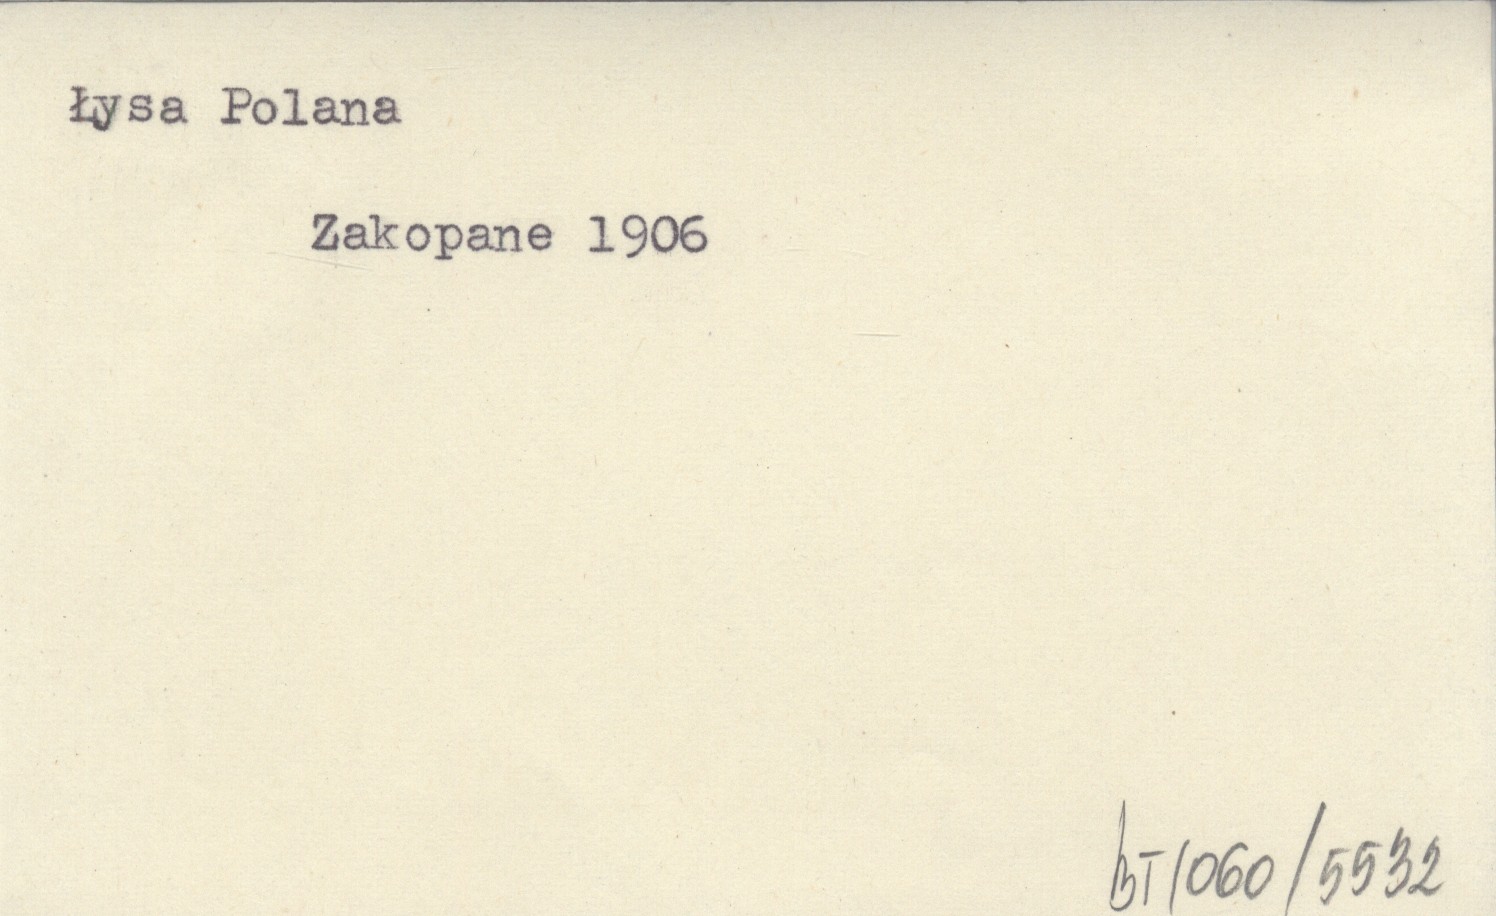 Łysa Polana
Zakopane 1906
BT/060/5532